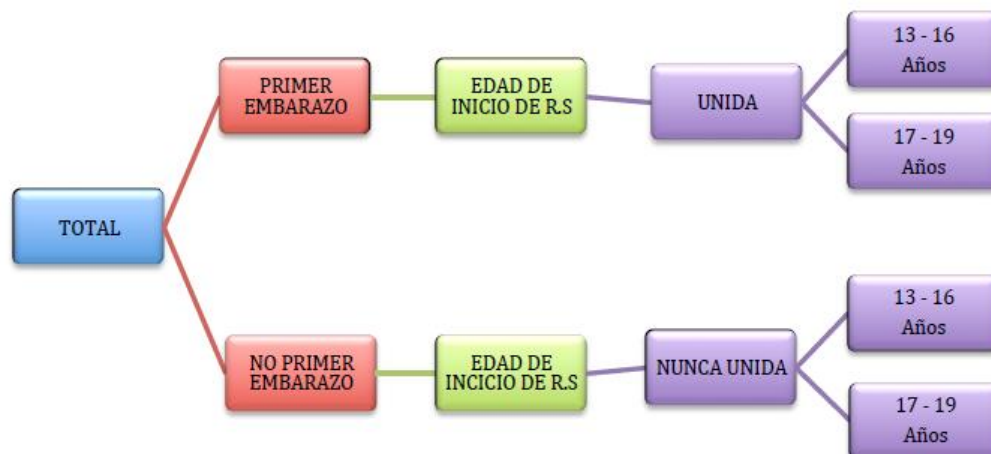 TOTAL
PRIMER
EMBARAZO
EDAD DE
INICIO DE R.S
UNIDA
13 - 16
Años
17 - 19
Años
NO PRIMER
EMBARAZO
EDAD DE
INCICIO DE R.S
NUNCA UNIDA
13 - 16
Años
17 - 19
Años